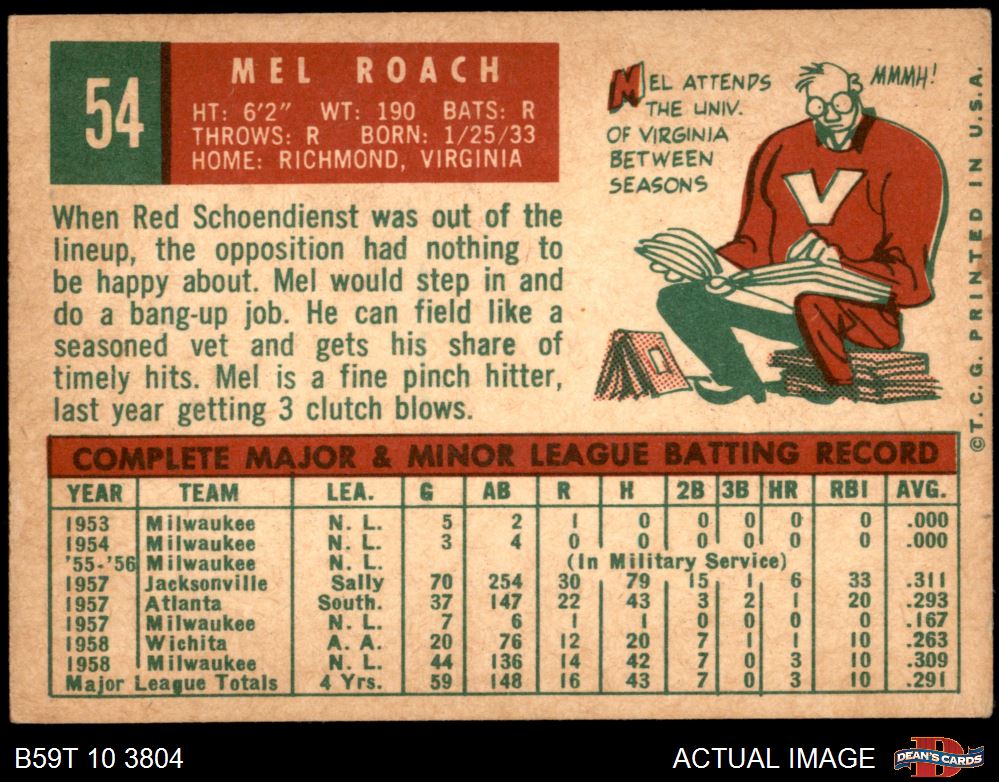 54
MEL ROACH
HT: 6'2" WT: 190 BATS: R
THROWS: R BORN: 1/25/33
HOME: RICHMOND, VIRGINIA
MEL ATTENDS
THE UNIV.
OF VIRGINIA
BETWEEN
SEASONS
MMMH!
V
When Red Schoendienst was out of the
lineup, the opposition had nothing to
be happy about. Mel would step in and
do a bang-up job. He can field like a
seasoned vet and gets his share of
timely hits. Mel is a fine pinch hitter,
last year getting 3 clutch blows.
©T. C. G. PRINTED IN U.S.A.
COMPLETE MAJOR & MINOR LEAGUE BATTING RECORD
YEAR TEAM LEA. G AB R H 2B 3B HR RBI AVG.
1953 Milwaukee N. L. 5 2 1 0 0 0 0 0 .000
1954 Milwaukee N. L. 3 4 0 0 0 0 0 0 .000
'55-'56 Milwaukee N. L. (In Military Service)
1957 Jacksonville Sally 70 254 30 79 15 1 6 33 .311
1957 Atlanta South. 37 147 22 43 3 2 1 20 .293
1957 Milwaukee N. L. 7 6 1 1 0 0 0 0 .167
1958 Wichita A. A. 20 76 12 20 7 1 1 10 .263
1958 Milwaukee N. L. 44 136 14 42 7 0 3 10 .309
Major League Totals 4 Yrs. 59 148 16 43 7 0 3 10 .291
B59T 10 3804
ACTUAL IMAGE
D
DEAN'S CARDS